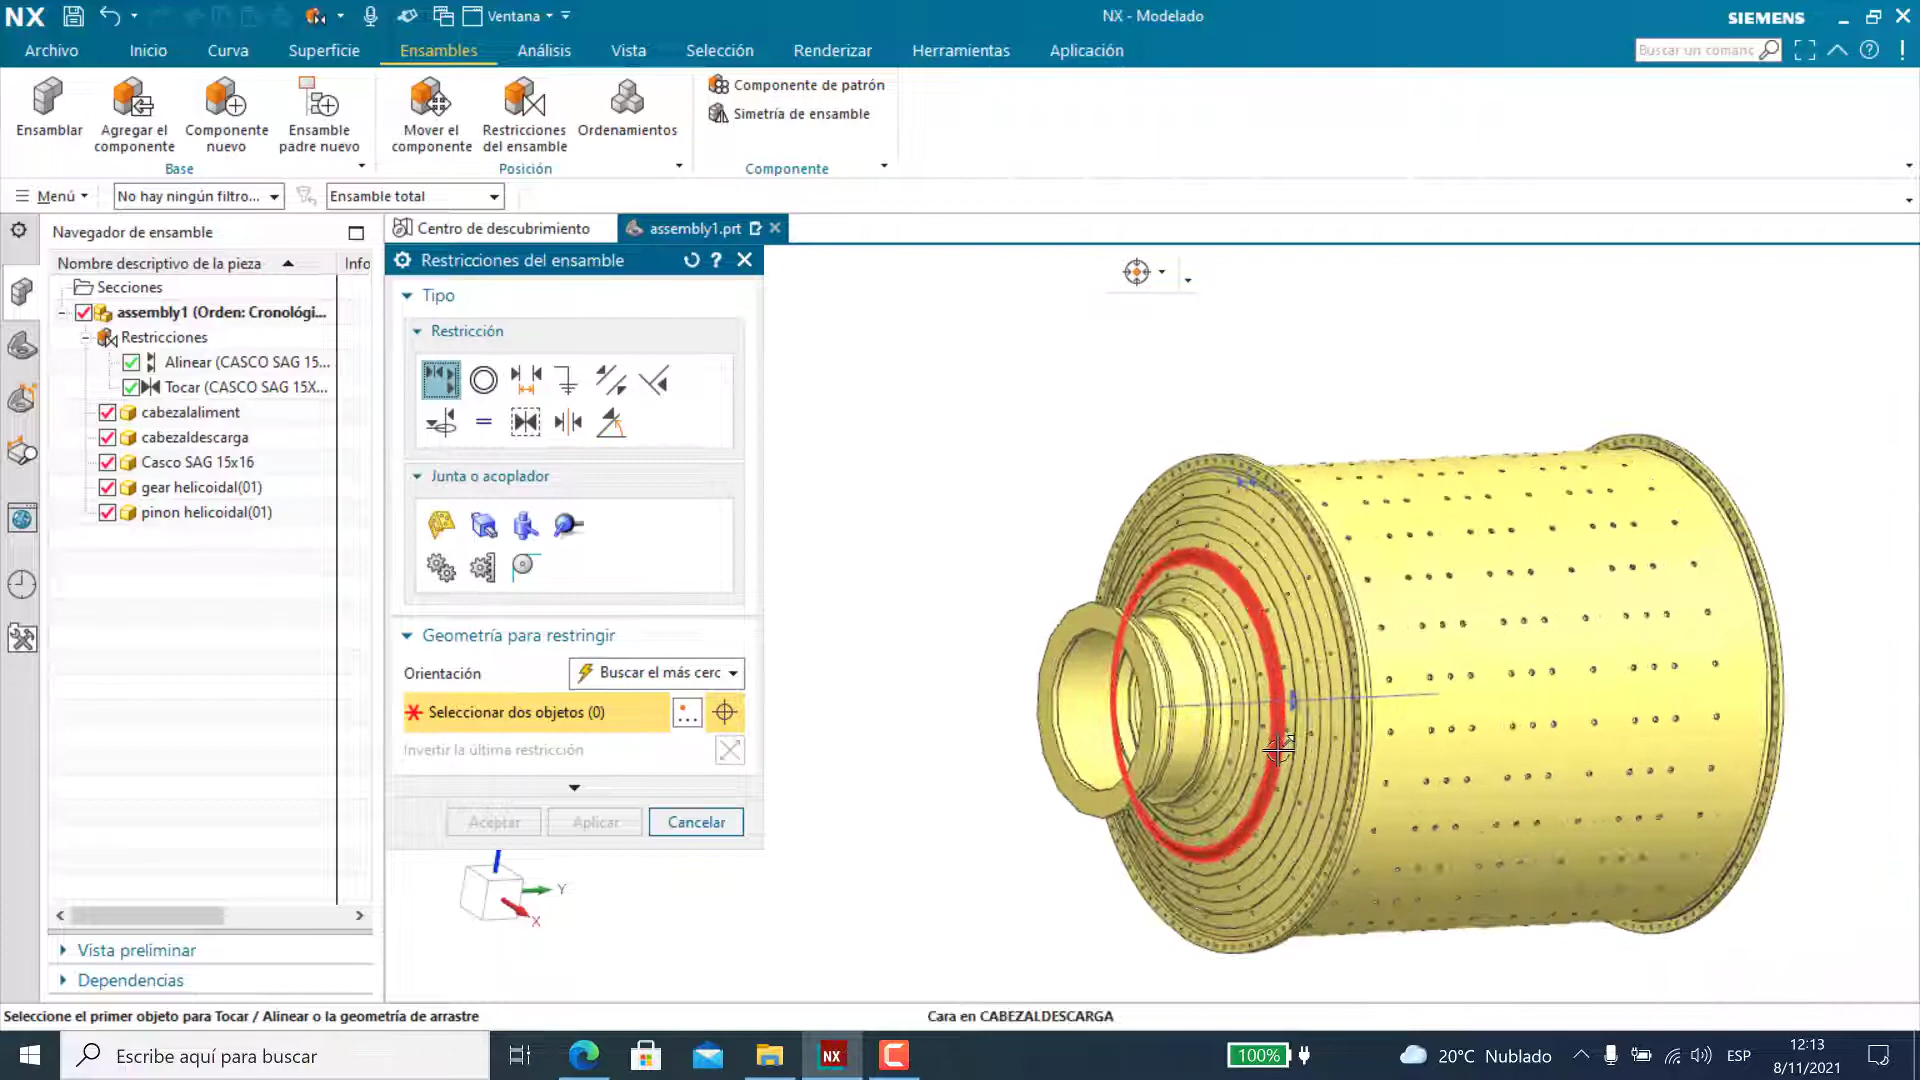 NX
Ventana
NX - Modelado
SIEMENS
Archivo
Inicio
Curva
Superficie
Ensambles
Análisis
Vista
Selección
Renderizar
Herramientas
Aplicación
Buscar un comanc
Ensamblar
Agregar el
componente
Componente
nuevo
Ensamble
padre nuevo
Mover el
componente
Restricciones
del ensamble
Ordenamientos
Componente de patrón
Simetría de ensamble
Base
Posición
Componente
Menú
No hay ningún filtro...
Ensamble total
Navegador de ensamble
Centro de descubrimiento
assembly1.prt
Nombre descriptivo de la pieza
Info
Secciones
assembly1 (Orden: Cronológi...
Restricciones
Alinear (CASCO SAG 15...
Tocar (CASCO SAG 15X...
cabezalaliment
cabezaldescarga
Casco SAG 15x16
gear helicoidal(01)
pinon helicoidal(01)
Vista preliminar
Dependencias
Restricciones del ensamble
Tipo
Restricción
Junta o acoplador
Geometría para restringir
Orientación
Buscar el más cerc
Seleccionar dos objetos (0)
Invertir la última restricción
Aceptar
Aplicar
Cancelar
Y
X
Seleccione el primer objeto para Tocar / Alinear o la geometría de arrastre
Cara en CABEZALDESCARGA
Escribe aquí para buscar
NX
100%
20°C Nublado
ESP
12:13
8/11/2021